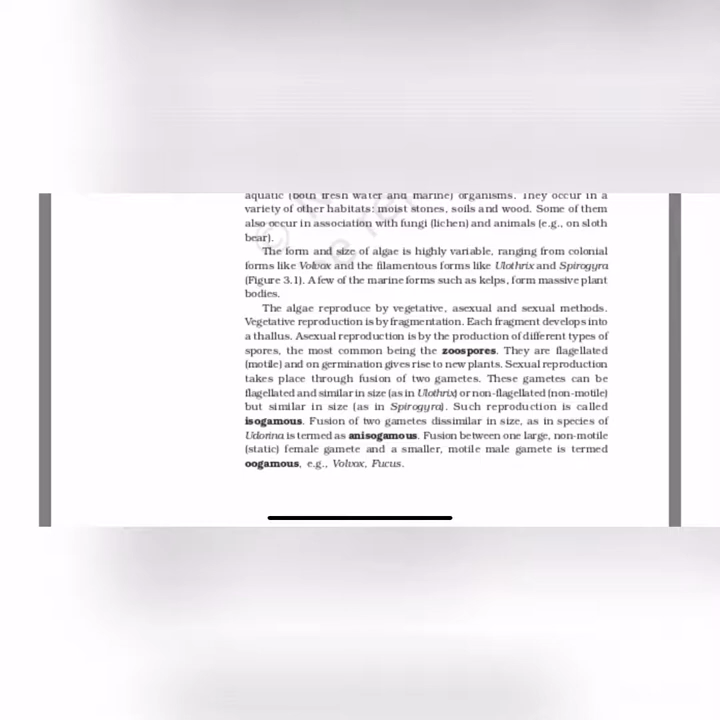 aquatic (both fresh water and marine) organisms. They occur in a
variety of other habitats: moist stones, soils and wood. Some of them
also occur in association with fungi (lichen) and animals (e.g., on sloth
bear).
The form and size of algae is highly variable, ranging from colonial
forms like Volvox and the filamentous forms like Ulothrix and Spirogyra
(Figure 3.1). A few of the marine forms such as kelps, form massive plant
bodies.
The algae reproduce by vegetative, asexual and sexual methods.
Vegetative reproduction is by fragmentation. Each fragment develops into
a thallus. Asexual reproduction is by the production of different types of
spores, the most common being the zoospores. They are flagellated
(motile) and on germination gives rise to new plants. Sexual reproduction
takes place through fusion of two gametes. These gametes can be
flagellated and similar in size (as in Ulothrix) or non-flagellated (non-motile)
but similar in size (as in Spirogyra). Such reproduction is called
isogamous. Fusion of two gametes dissimilar in size, as in species of
Udorina is termed as anisogamous. Fusion between one large, non-motile
(static) female gamete and a smaller, motile male gamete is termed
oogamous, e.g., Volvox, Fucus.